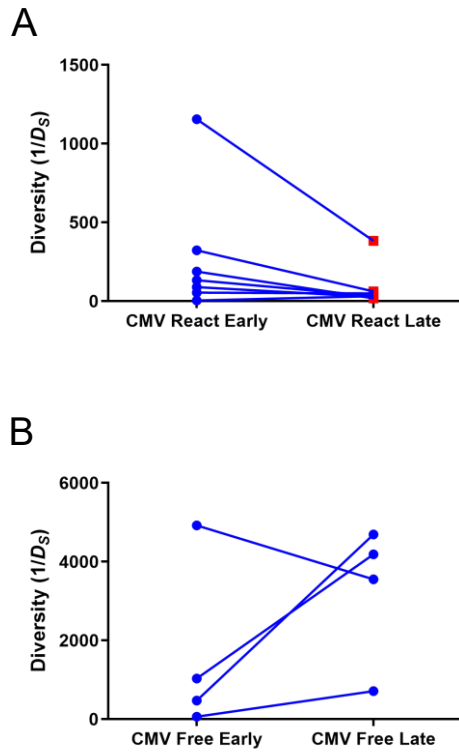 A
Diversity (1/Ds)
1500
1000
500
0
CMV React Early
CMV React Late
B
Diversity (1/Ds)
6000
4000
2000
0
CMV Free Early
CMV Free Late